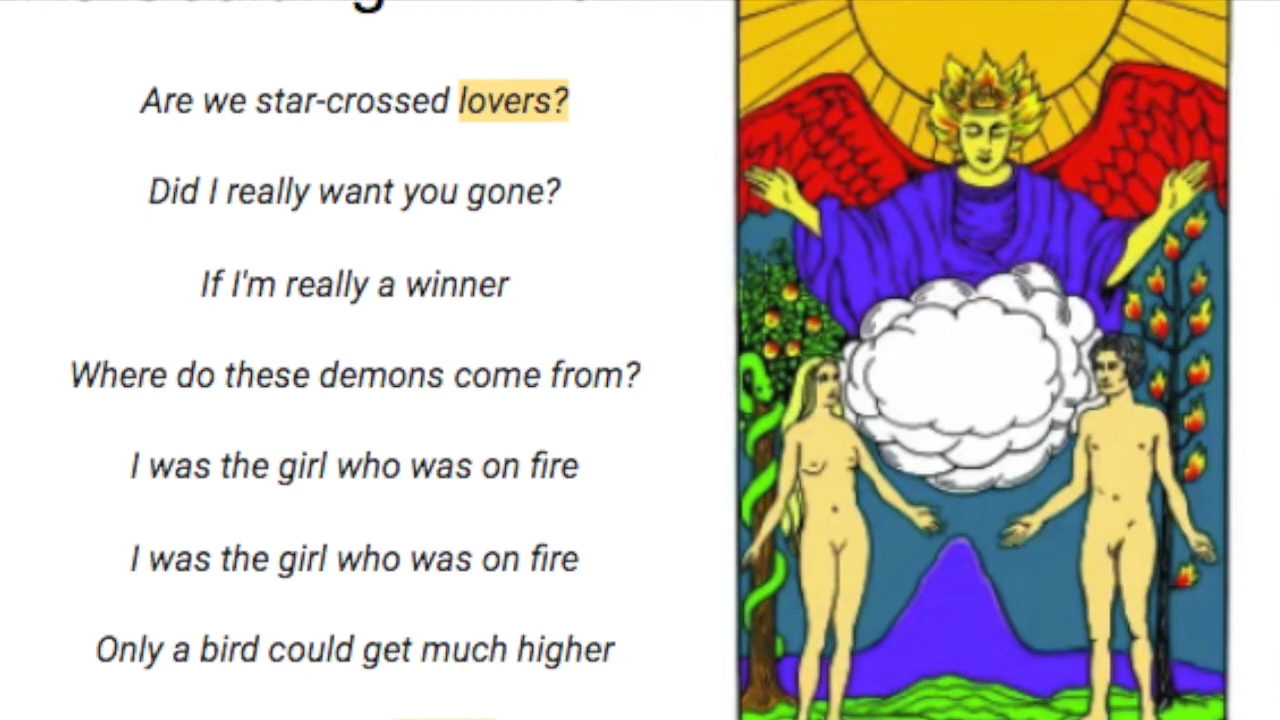 Are we star-crossed lovers?
Did I really want you gone?
If I'm really a winner
Where do these demons come from?
I was the girl who was on fire
I was the girl who was on fire
Only a bird could get much higher